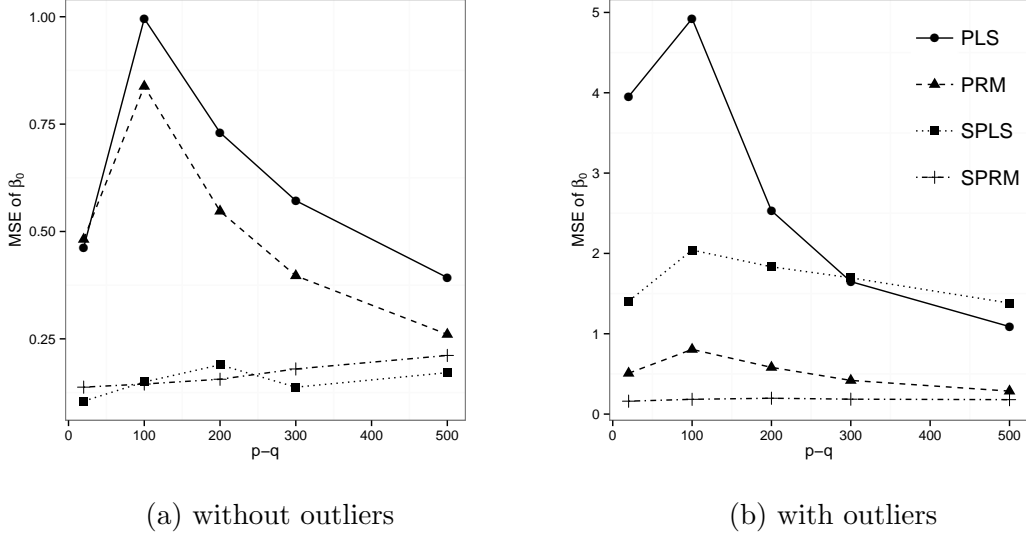 1.00
0.75
0.50
0.25
MSE of β0
0
100
200
300
400
500
p−q
(a) without outliers
5
4
3
2
1
0
MSE of β0
0
100
200
300
400
500
p−q
PLS
PRM
SPLS
SPRM
(b) with outliers